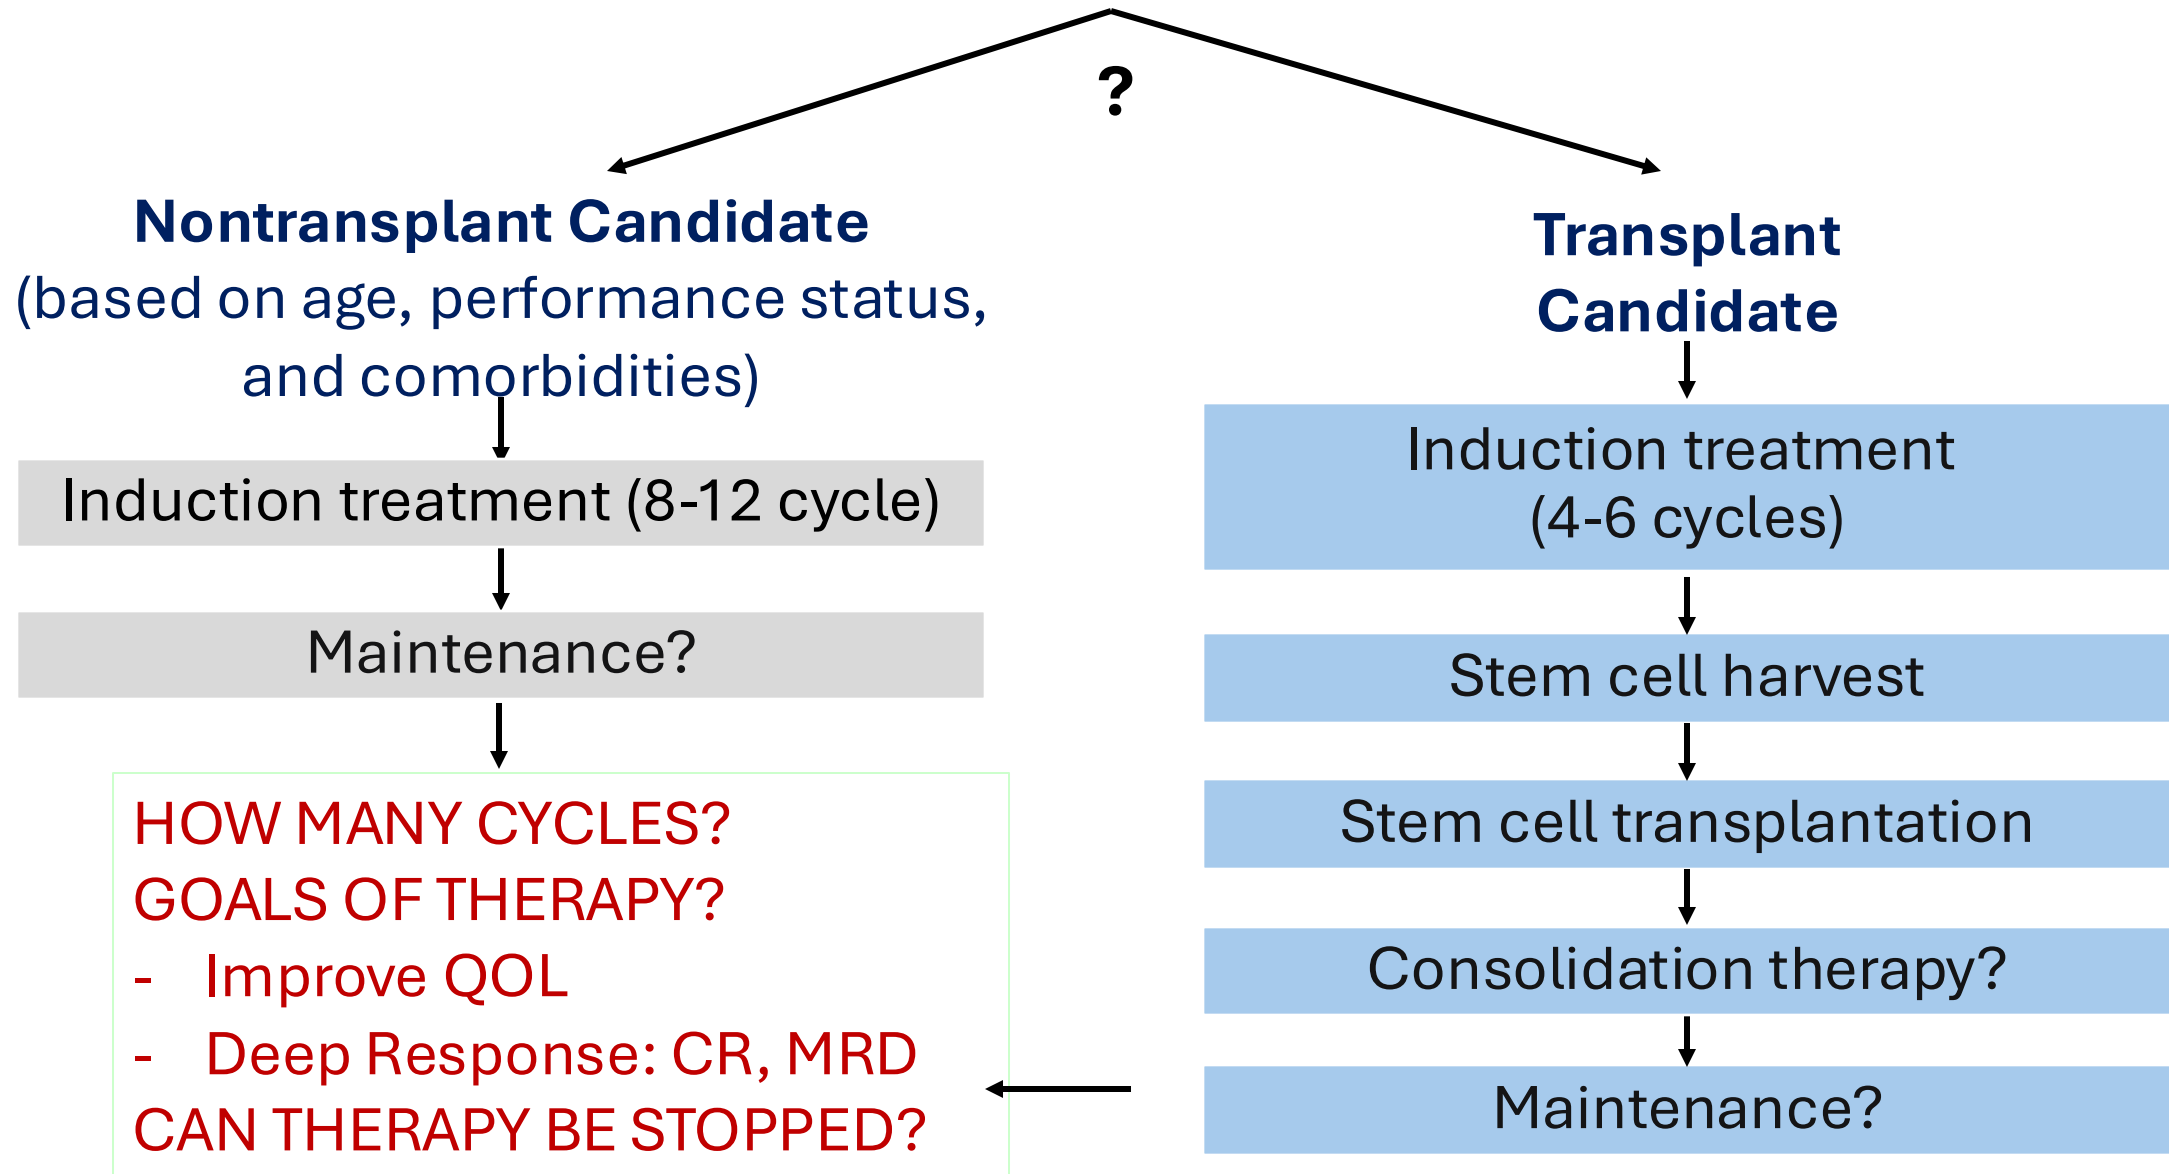 ?
Nontransplant Candidate
(based on age, performance status,
and comorbidities)
Induction treatment (8-12 cycle)
Maintenance?
HOW MANY CYCLES?
GOALS OF THERAPY?
- Improve QOL
- Deep Response: CR, MRD
CAN THERAPY BE STOPPED?
Transplant
Candidate
Induction treatment
(4-6 cycles)
Stem cell harvest
Stem cell transplantation
Consolidation therapy?
Maintenance?